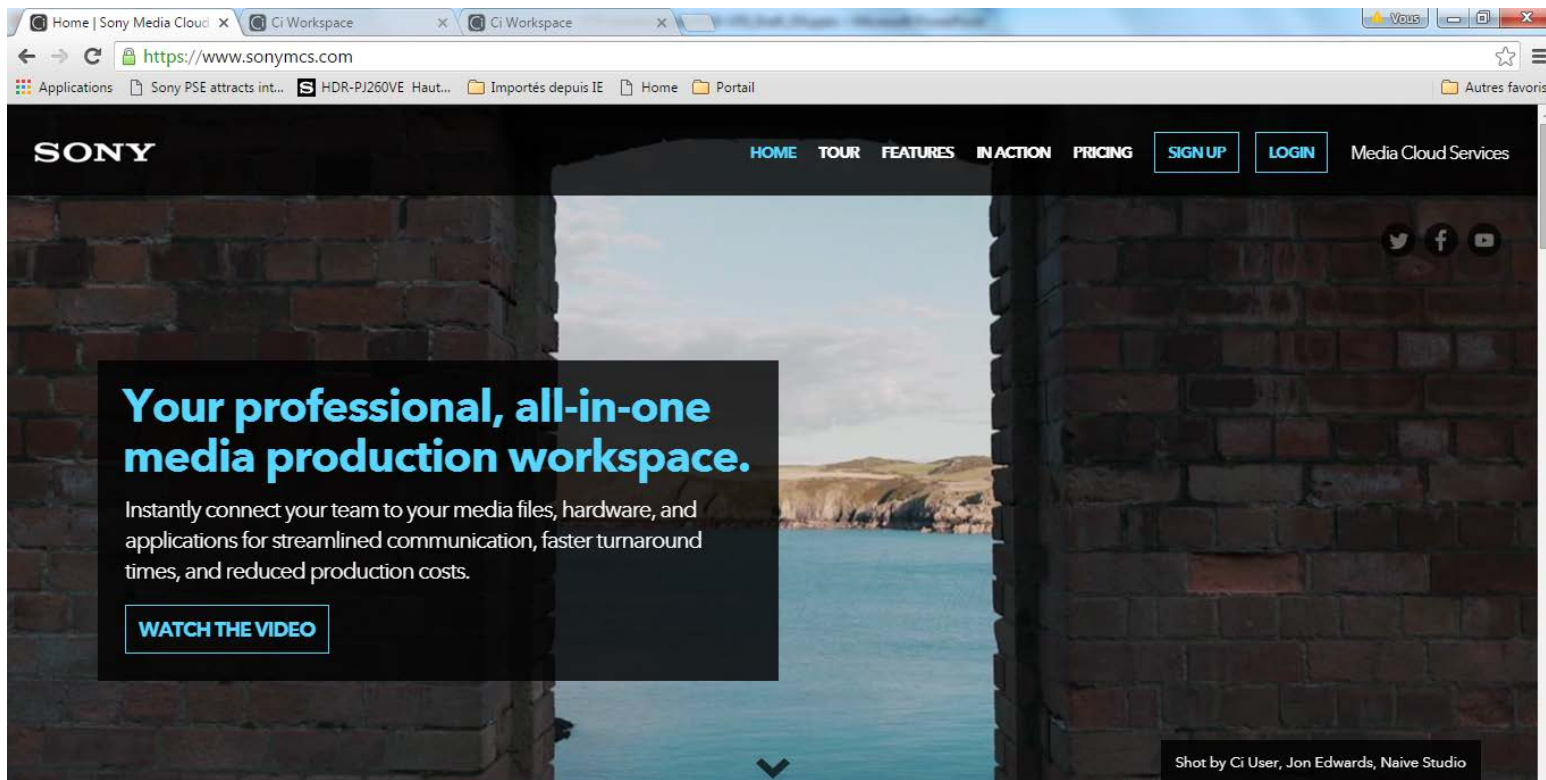 Home | Sony Media Cloud
Ci Workspace
Ci Workspace
Vous
https://www.sonymcs.com
Applications
Sony PSE attracts int...
HDR-PJ260VE Haut...
Importés depuis IE
Home
Portail
Autres favoris
SONY
HOME TOUR FEATURES IN ACTION PRICING SIGN UP LOGIN Media Cloud Services
Your professional, all-in-one
media production workspace.
Instantly connect your team to your media files, hardware, and
applications for streamlined communication, faster turnaround
times, and reduced production costs.
WATCH THE VIDEO
Shot by Ci User, Jon Edwards, Naive Studio